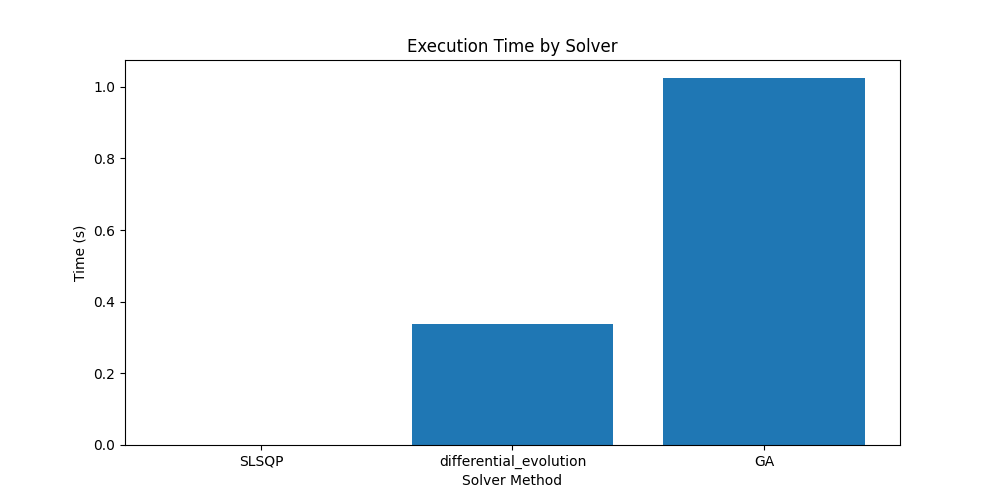 Execution Time by Solver
Time (s)
1.0
0.8
0.6
0.4
0.2
0.0
SLSQP differential_evolution GA
Solver Method